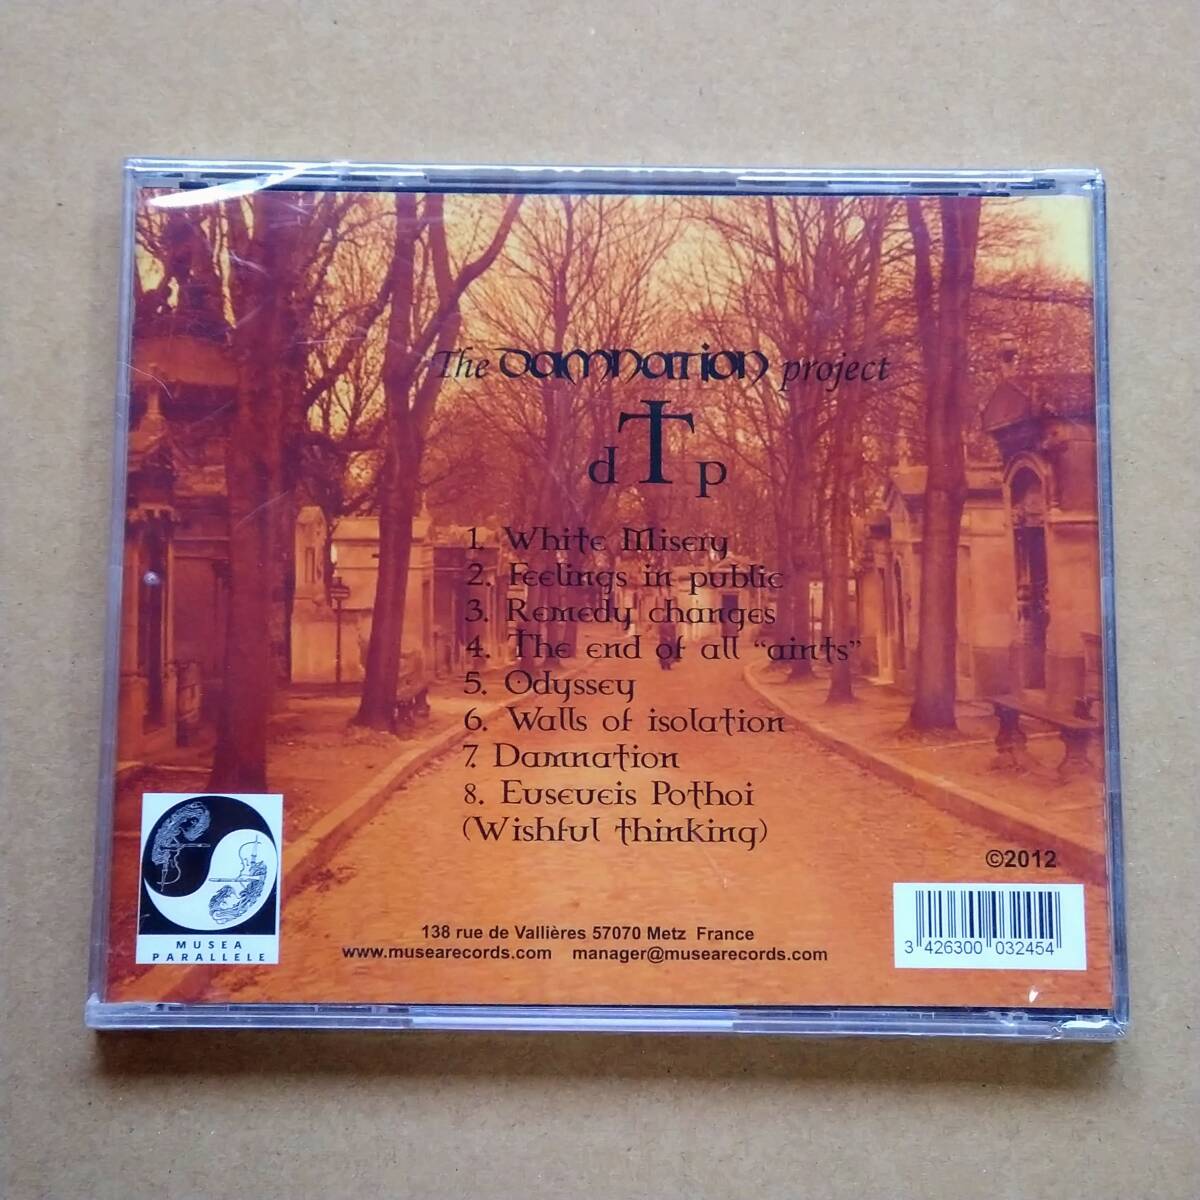 The Damnation project
dTp
1. White Misery
2. Feelings in public
3. Remedy changes
4. The end of all "aints"
5. Odyssey
6. Walls of isolation
7. Damnation
8. Evseveis Pothoi
(Wishful thinking)
©2012
MUSEA
PARALLELE
138 rue de Vallières 57070 Metz France
www.musearecords.com manager@musearecords.com
3 426300 032454